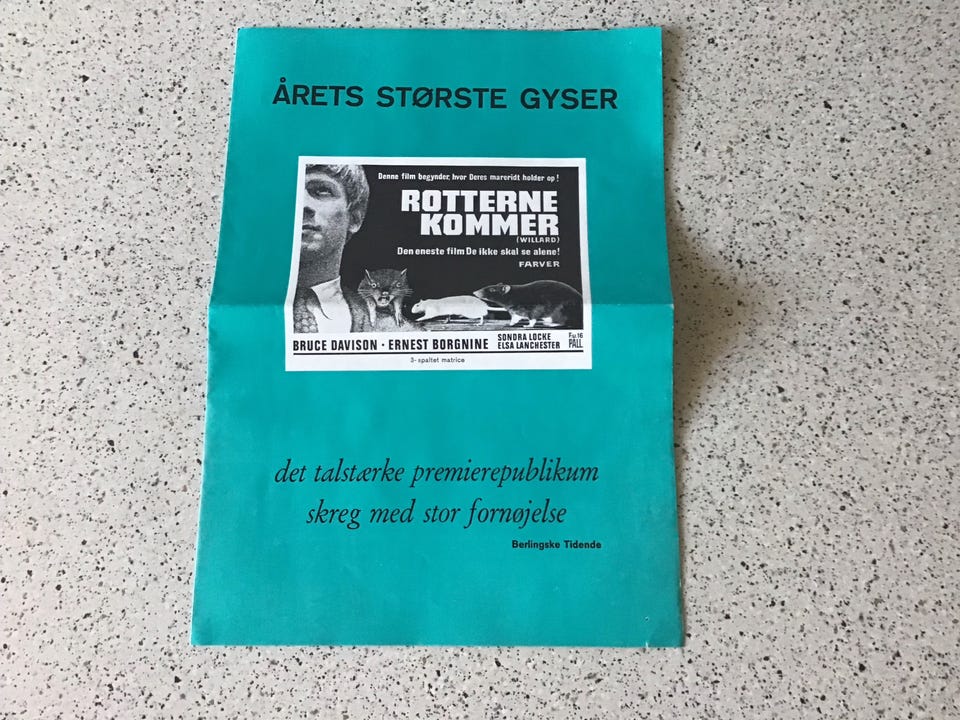 ÅRETS STØRSTE GYSER
Denne film begynder, hvor Deres mareridt holder op!
ROTTERNE
KOMMER
(WILLARD)
Den eneste film De ikke skal se alene!
FARVER
BRUCE DAVISON · ERNEST BORGNINE
SONDRA LOCKE
ELSA LANCHESTER
F.u.16
PALL.
3-spaltet matrice
det talstærke premierepublikum
skreg med stor fornøjelse
Berlingske Tidende